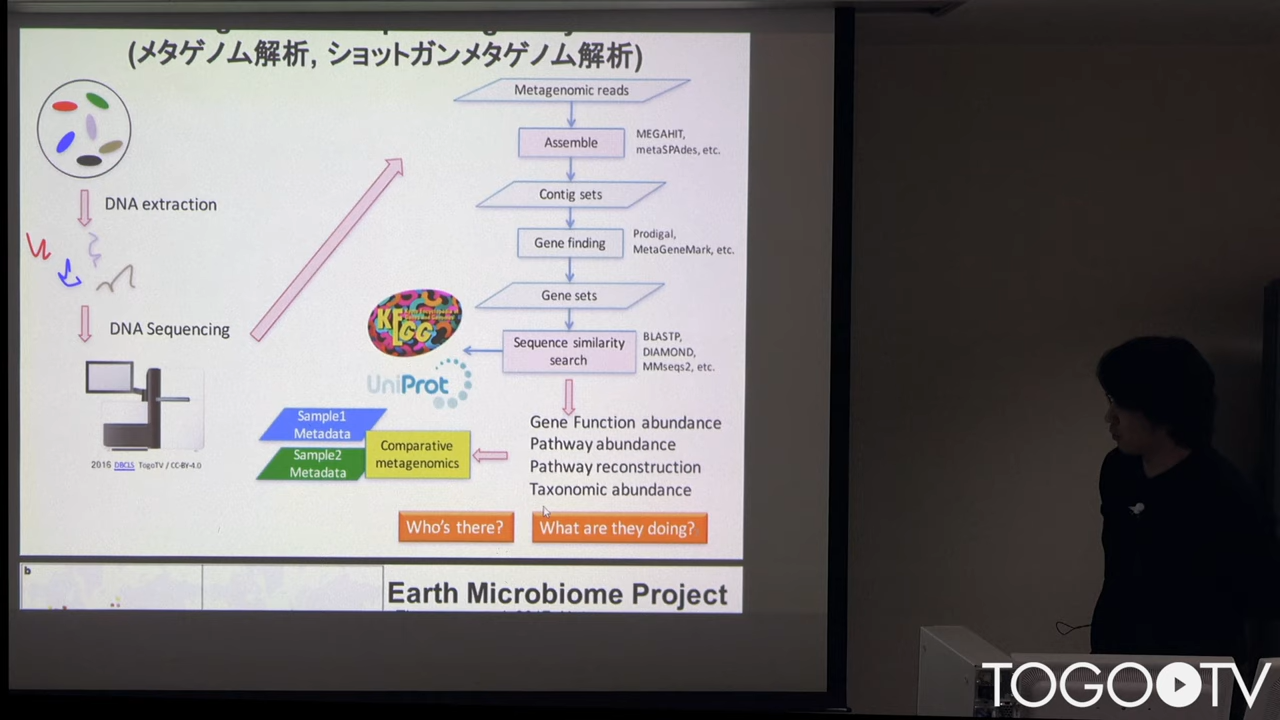 (メタゲノム解析, ショットガンメタゲノム解析)
Metagenomic reads
Assemble
MEGAHIT,
metaSPAdes, etc.
Contig sets
DNA extraction
Gene finding
Prodigal,
MetaGeneMark, etc.
Gene sets
DNA Sequencing
KEGG
Sequence similarity
search
BLASTP,
DIAMOND,
MMseqs2, etc.
UniProt
Gene Function abundance
Pathway abundance
Pathway reconstruction
Taxonomic abundance
Sample1
Metadata
Sample2
Metadata
Comparative
metagenomics
2016 DBCLS TogoTV / CC-BY-4.0
Who's there?
What are they doing?
b
Earth Microbiome Project
TOGOTV